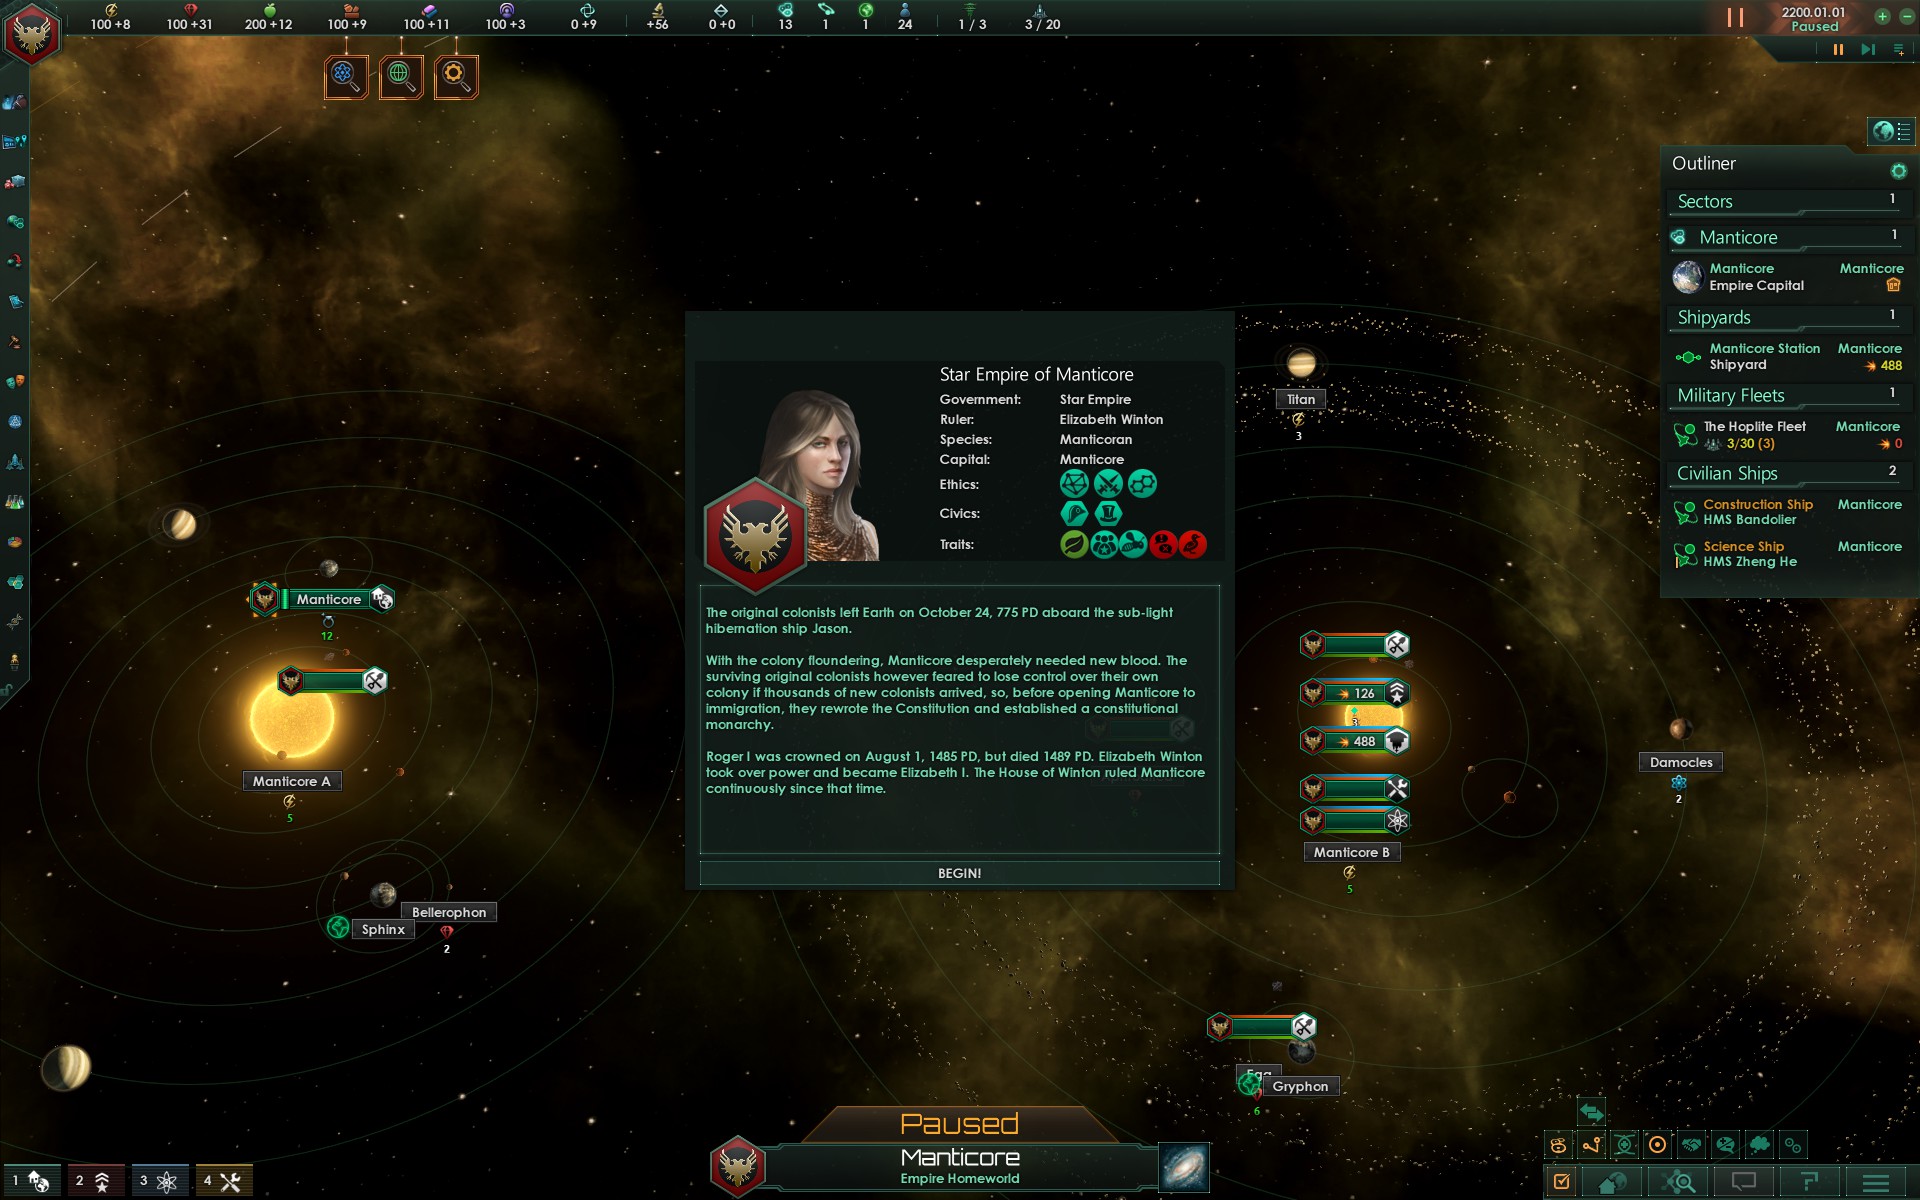 100 +8
100 +31
200 +12
100 +9
100 +11
100 +3
0 +9
+56
0 +0
13
1
1
24
1 / 3
3 / 20
2200.01.01
Paused
Outliner
Sectors 1
Manticore 1
Manticore Manticore
Empire Capital
Shipyards 1
Manticore Station Manticore
Shipyard 488
Military Fleets 1
The Hoplite Fleet Manticore
3/30 (3) 0
Civilian Ships 2
Construction Ship Manticore
HMS Bandolier
Science Ship Manticore
HMS Zheng He
Star Empire of Manticore
Government: Star Empire
Ruler: Elizabeth Winton
Species: Manticoran
Capital: Manticore
Ethics:
Civics:
Traits:
The original colonists left Earth on October 24, 775 PD aboard the sub-light
hibernation ship Jason.
With the colony floundering, Manticore desperately needed new blood. The
surviving original colonists however feared to lose control over their own
colony if thousands of new colonists arrived, so, before opening Manticore to
immigration, they rewrote the Constitution and established a constitutional
monarchy.
Roger I was crowned on August 1, 1485 PD, but died 1489 PD. Elizabeth Winton
took over power and became Elizabeth I. The House of Winton ruled Manticore
continuously since that time.
BEGIN!
Titan
3
Manticore
12
Manticore A
5
Bellerophon
Sphinx
2
126
3
488
Manticore B
5
Damocles
2
Egg
Gryphon
6
Paused
Manticore
Empire Homeworld
1
2
3
4